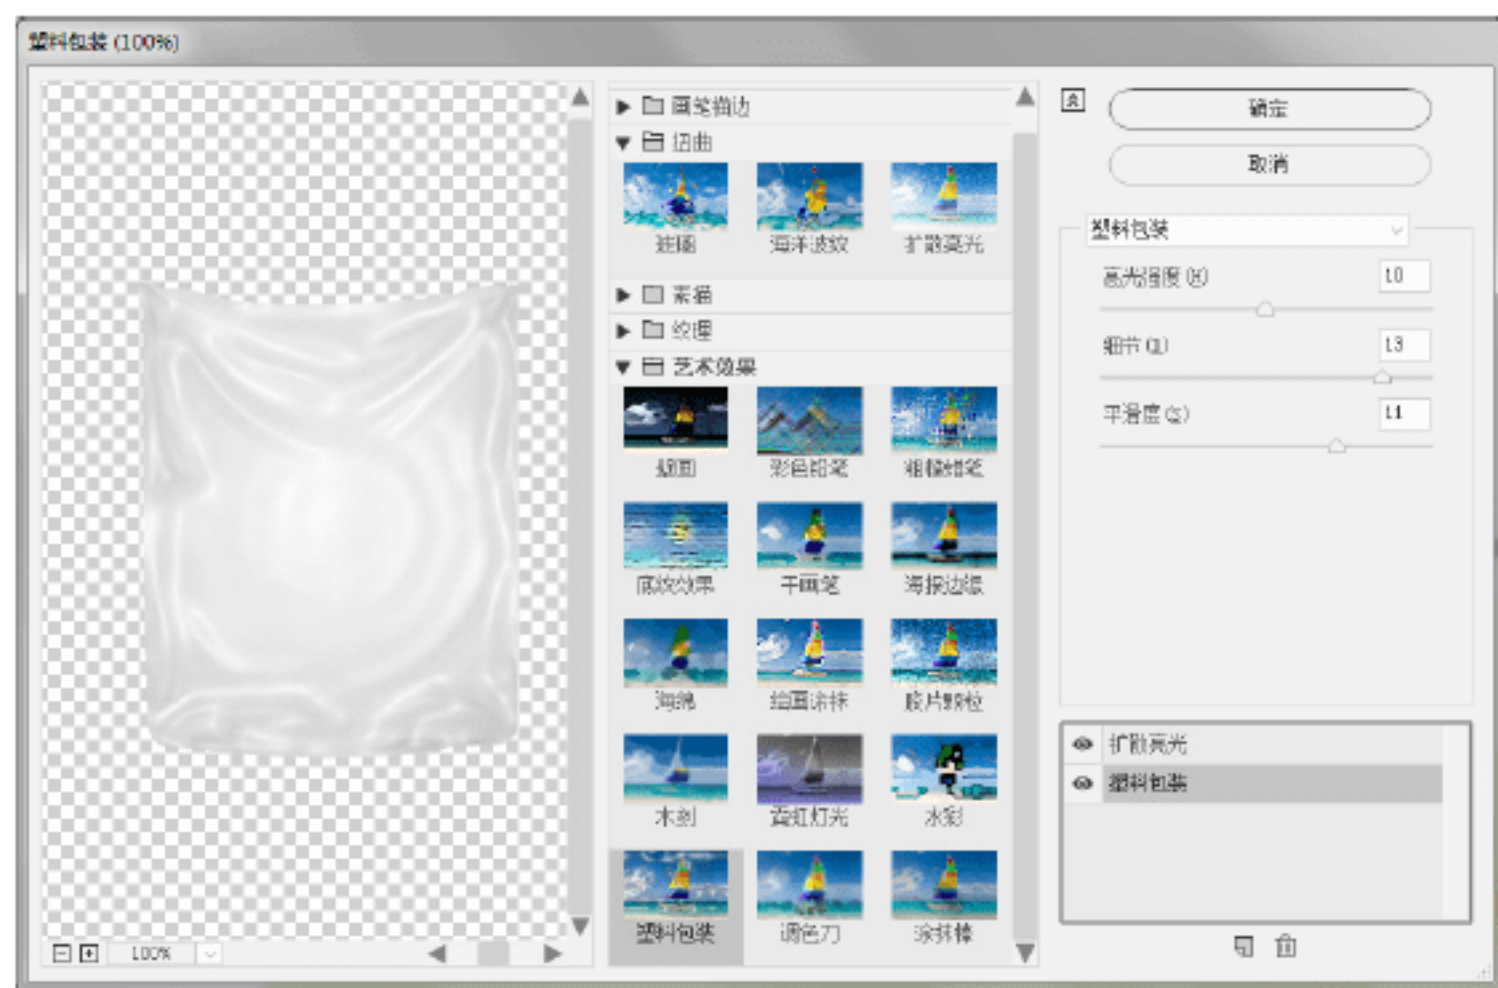 塑料包装 (100%)
画笔描边
扭曲
玻璃
海洋波纹
扩散亮光
素描
纹理
艺术效果
壁画
彩色铅笔
粗糙蜡笔
底纹效果
干画笔
海报边缘
海绵
绘画涂抹
胶片颗粒
木刻
霓虹灯光
水彩
塑料包装
调色刀
涂抹棒
100%
确定
取消
塑料包装
高光强度(H)
10
细节(D)
13
平滑度(S)
11
扩散亮光
塑料包装